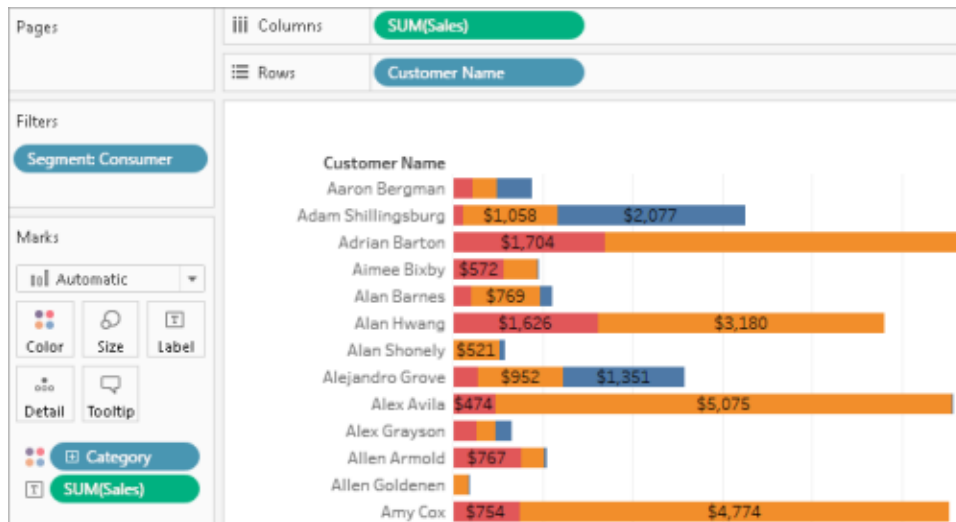 Pages
Columns SUM(Sales)
Rows Customer Name
Filters
Segment: Consumer
Marks
Automatic
Color Size Label
Detail Tooltip
Category
SUM(Sales)
Customer Name
Aaron Bergman
Adam Shillingsburg $1,058 $2,077
Adrian Barton $1,704
Aimee Bixby $572
Alan Barnes $769
Alan Hwang $1,626 $3,180
Alan Shonely $521
Alejandro Grove $952 $1,351
Alex Avila $474 $5,075
Alex Grayson
Allen Armold $767
Allen Goldenen
Amy Cox $754 $4,774